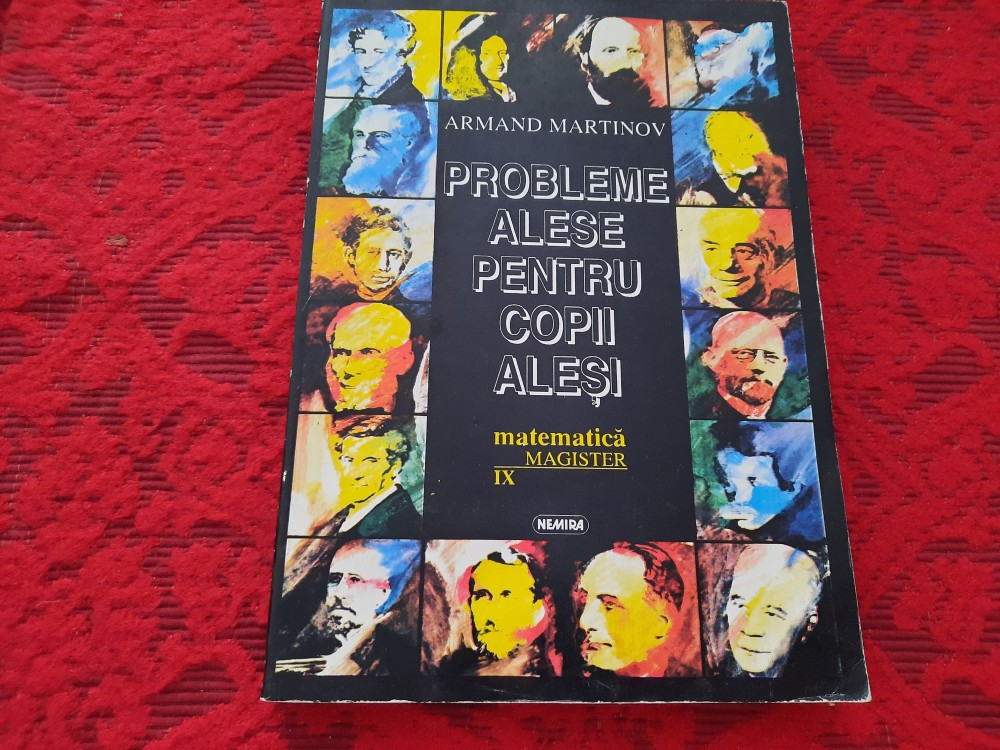 ARMAND MARTINOV
PROBLEME
ALESE
PENTRU
COPII
ALEȘI
matematică
MAGISTER
IX
NEMIRA